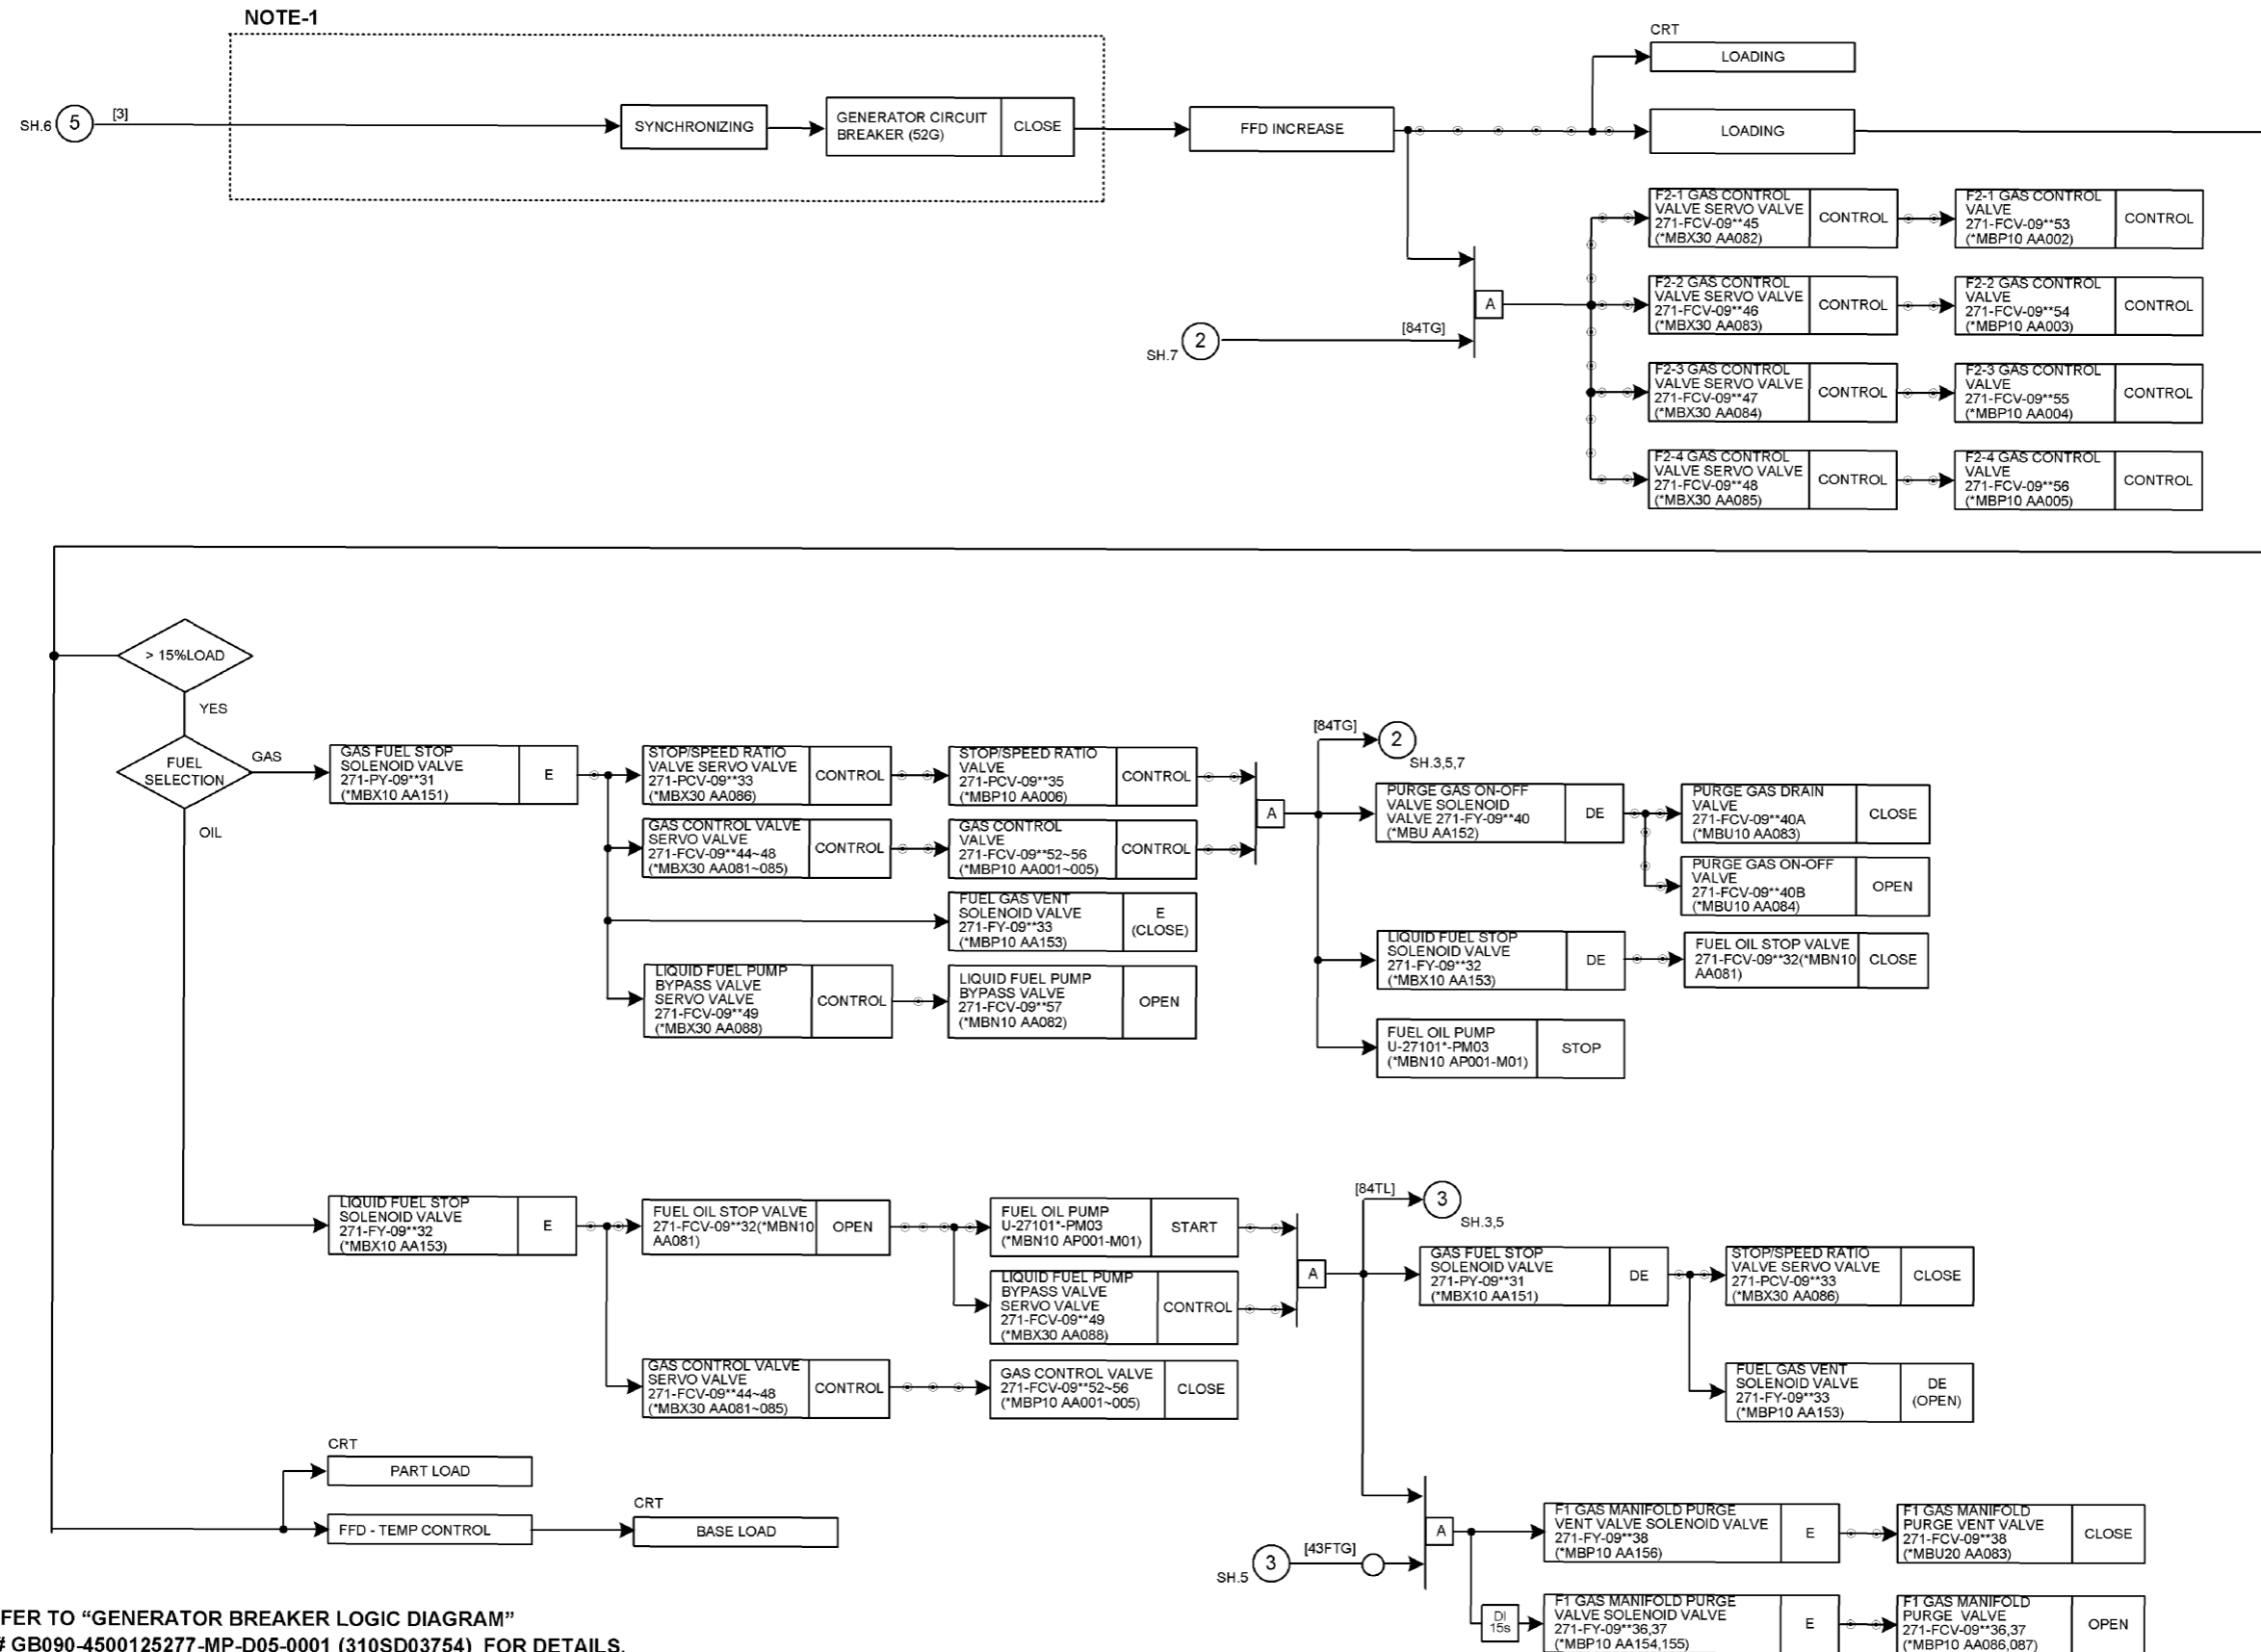 NOTE-1
SH.6
5
[3]
SYNCHRONIZING
GENERATOR CIRCUIT
BREAKER (52G)
CLOSE
FFD INCREASE
CRT
LOADING
LOADING
F2-1 GAS CONTROL
VALVE SERVO VALVE
271-FCV-09**45
(*MBX30 AA082)
CONTROL
F2-1 GAS CONTROL
VALVE
271-FCV-09**53
(*MBP10 AA002)
CONTROL
F2-2 GAS CONTROL
VALVE SERVO VALVE
271-FCV-09**46
(*MBX30 AA083)
CONTROL
F2-2 GAS CONTROL
VALVE
271-FCV-09**54
(*MBP10 AA003)
CONTROL
A
[84TG]
SH.7
2
F2-3 GAS CONTROL
VALVE SERVO VALVE
271-FCV-09**47
(*MBX30 AA084)
CONTROL
F2-3 GAS CONTROL
VALVE
271-FCV-09**55
(*MBP10 AA004)
CONTROL
F2-4 GAS CONTROL
VALVE SERVO VALVE
271-FCV-09**48
(*MBX30 AA085)
CONTROL
F2-4 GAS CONTROL
VALVE
271-FCV-09**56
(*MBP10 AA005)
CONTROL
> 15%LOAD
YES
FUEL
SELECTION
GAS
OIL
GAS FUEL STOP
SOLENOID VALVE
271-PY-09**31
(*MBX10 AA151)
E
STOP/SPEED RATIO
VALVE SERVO VALVE
271-PCV-09**33
(*MBX30 AA086)
CONTROL
STOP/SPEED RATIO
VALVE
271-PCV-09**35
(*MBP10 AA006)
CONTROL
GAS CONTROL VALVE
SERVO VALVE
271-FCV-09**44~48
(*MBX30 AA081~085)
CONTROL
GAS CONTROL
VALVE
271-FCV-09**52~56
(*MBP10 AA001~005)
CONTROL
FUEL GAS VENT
SOLENOID VALVE
271-FY-09**33
(*MBP10 AA153)
E
(CLOSE)
LIQUID FUEL PUMP
BYPASS VALVE
SERVO VALVE
271-FCV-09**49
(*MBX30 AA088)
CONTROL
LIQUID FUEL PUMP
BYPASS VALVE
271-FCV-09**57
(*MBN10 AA082)
OPEN
A
[84TG]
2
SH.3,5,7
PURGE GAS ON-OFF
VALVE SOLENOID
VALVE 271-FY-09**40
(*MBU AA152)
DE
PURGE GAS DRAIN
VALVE
271-FCV-09**40A
(*MBU10 AA083)
CLOSE
PURGE GAS ON-OFF
VALVE
271-FCV-09**40B
(*MBU10 AA084)
OPEN
LIQUID FUEL STOP
SOLENOID VALVE
271-FY-09**32
(*MBX10 AA153)
DE
FUEL OIL STOP VALVE
271-FCV-09**32(*MBN10
AA081)
CLOSE
FUEL OIL PUMP
U-27101*-PM03
(*MBN10 AP001-M01)
STOP
LIQUID FUEL STOP
SOLENOID VALVE
271-FY-09**32
(*MBX10 AA153)
E
FUEL OIL STOP VALVE
271-FCV-09**32(*MBN10
AA081)
OPEN
FUEL OIL PUMP
U-27101*-PM03
(*MBN10 AP001-M01)
START
LIQUID FUEL PUMP
BYPASS VALVE
SERVO VALVE
271-FCV-09**49
(*MBX30 AA088)
CONTROL
GAS CONTROL VALVE
SERVO VALVE
271-FCV-09**44~48
(*MBX30 AA081~085)
CONTROL
GAS CONTROL VALVE
271-FCV-09**52~56
(*MBP10 AA001~005)
CLOSE
A
[84TL]
3
SH.3,5
GAS FUEL STOP
SOLENOID VALVE
271-PY-09**31
(*MBX10 AA151)
DE
STOP/SPEED RATIO
VALVE SERVO VALVE
271-PCV-09**33
(*MBX30 AA086)
CLOSE
FUEL GAS VENT
SOLENOID VALVE
271-FY-09**33
(*MBP10 AA153)
DE
(OPEN)
CRT
PART LOAD
FFD - TEMP CONTROL
CRT
BASE LOAD
SH.5
3
[43FTG]
A
F1 GAS MANIFOLD PURGE
VENT VALVE SOLENOID VALVE
271-FY-09**38
(*MBP10 AA156)
E
F1 GAS MANIFOLD
PURGE VENT VALVE
271-FCV-09**38
(*MBU20 AA083)
CLOSE
DI
15s
F1 GAS MANIFOLD PURGE
VALVE SOLENOID VALVE
271-FY-09**36,37
(*MBP10 AA154,155)
E
F1 GAS MANIFOLD
PURGE VALVE
271-FCV-09**36,37
(*MBP10 AA086,087)
OPEN
FER TO “GENERATOR BREAKER LOGIC DIAGRAM”
# GB090-4500125277-MP-D05-0001 (310SD03754) FOR DETAILS.